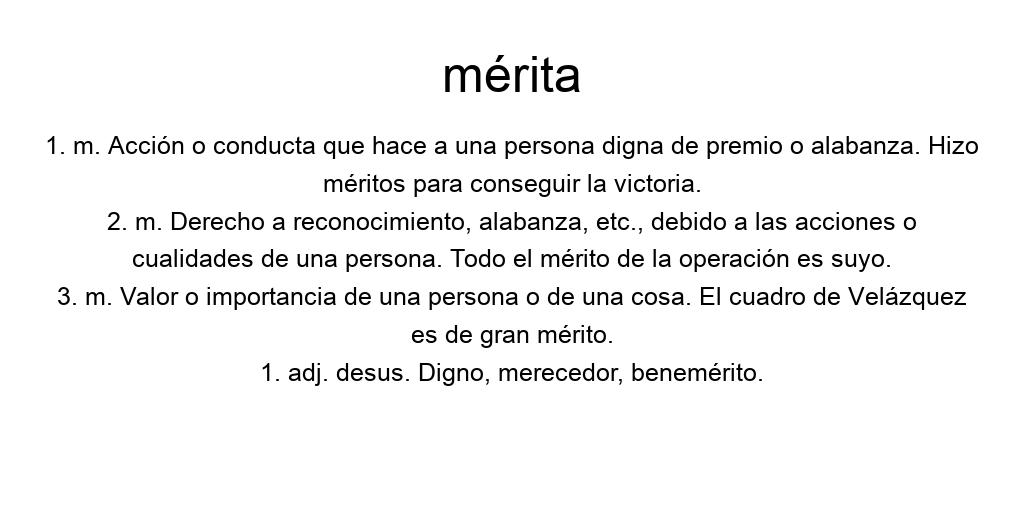 mérita
1. m. Acción o conducta que hace a una persona digna de premio o alabanza. Hizo
méritos para conseguir la victoria.
2. m. Derecho a reconocimiento, alabanza, etc., debido a las acciones o
cualidades de una persona. Todo el mérito de la operación es suyo.
3. m. Valor o importancia de una persona o de una cosa. El cuadro de Velázquez
es de gran mérito.
1. adj. desus. Digno, merecedor, benemérito.